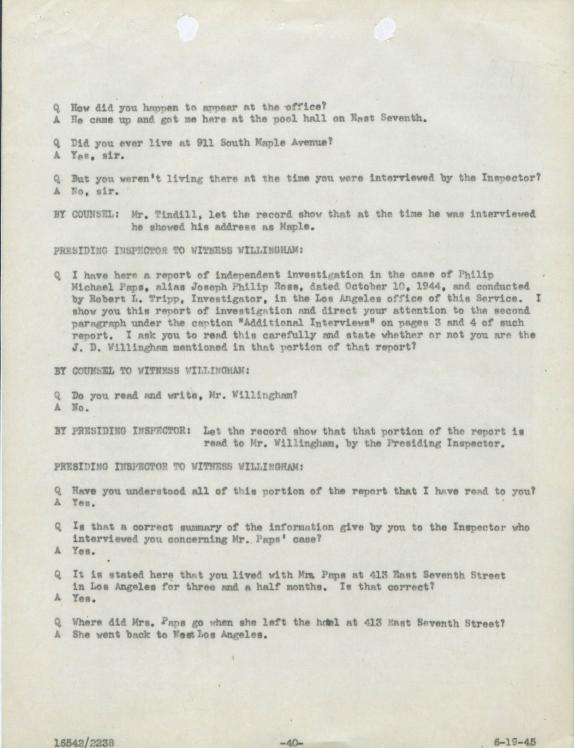 Q How did you happen to appear at the office?
A He came up and got me here at the pool hall on East Seventh.
Q Did you ever live at 911 South Maple Avenue?
A Yes, sir.
Q But you weren't living there at the time you were interviewed by the Inspector?
A No, sir.
BY COUNSEL: Mr. Tindill, let the record show that at the time he was interviewed
he showed his address as Maple.
PRESIDING INSPECTOR TO WITNESS WILLINGHAM:
Q I have here a report of independent investigation in the case of Philip
Michael Paps, alias Joseph Philip Ross, dated October 10, 1944, and conducted
by Robert L. Tripp, Investigator, in the Los Angeles office of this Service. I
show you this report of investigation and direct your attention to the second
paragraph under the caption "Additional Interviews" on pages 3 and 4 of such
report. I ask you to read this carefully and state whether or not you are the
J. D. Willingham mentioned in that portion of that report?
BY COUNSEL TO WITNESS WILLINGHAM:
Q Do you read and write, Mr. Willingham?
A No.
BY PRESIDING INSPECTOR: Let the record show that that portion of the report is
read to Mr. Willingham, by the Presiding Inspector.
PRESIDING INSPECTOR TO WITNESS WILLINGHAM:
Q Have you understood all of this portion of the report that I have read to you?
A Yes.
Q Is that a correct summary of the information give by you to the Inspector who
interviewed you concerning Mr. Paps' case?
A Yes.
Q It is stated here that you lived with Mrs. Paps at 413 East Seventh Street
in Los Angeles for three and a half months. Is that correct?
A Yes.
Q Where did Mrs. Paps go when she left the hotel at 413 East Seventh Street?
A She went back to West Los Angeles.
16542/2238 -40- 6-19-45